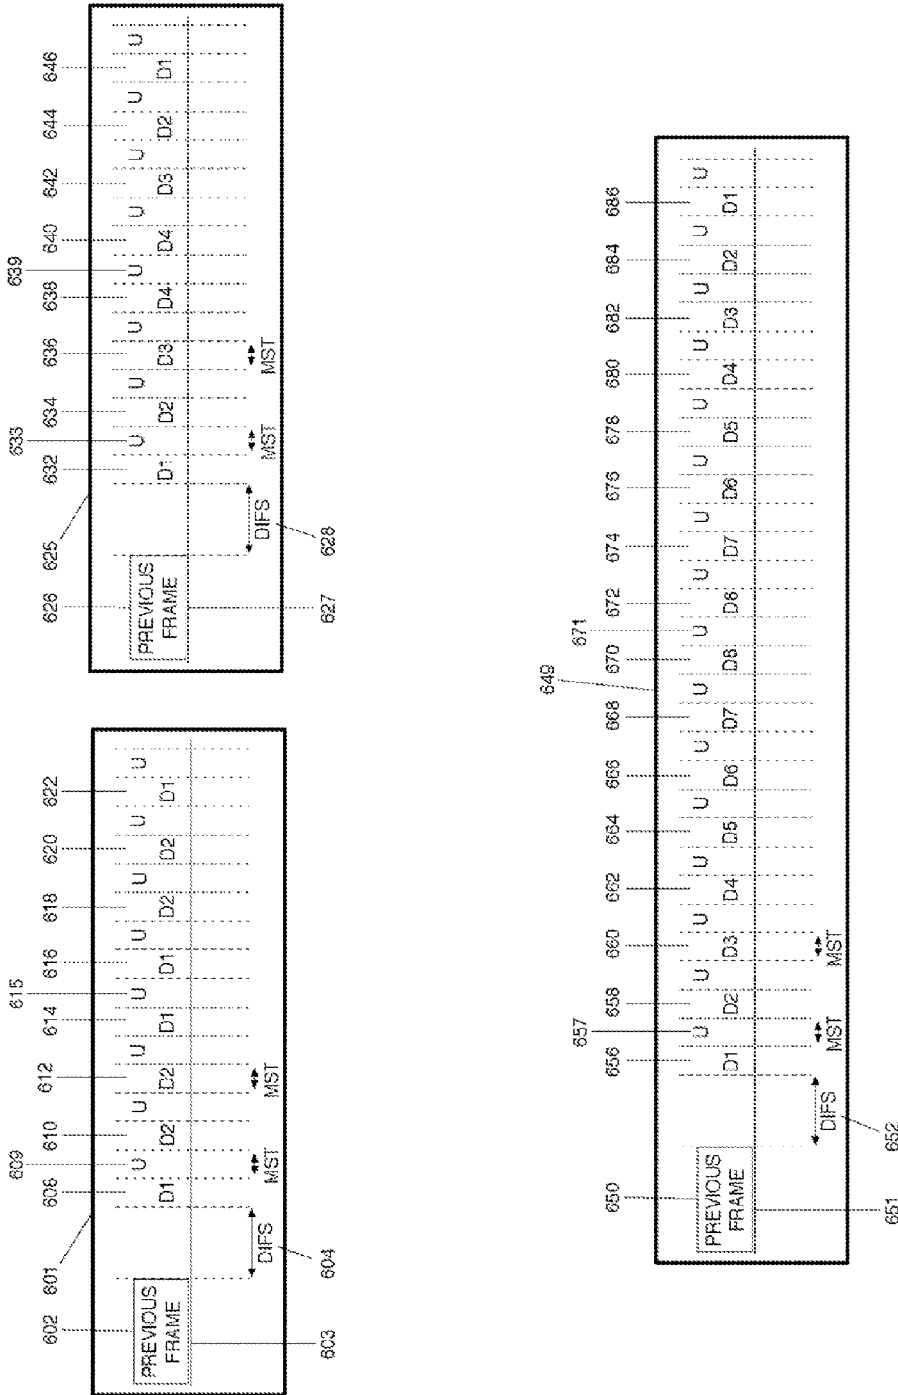 602 601 608 609 610 612 614 615 616 618 620 622
U U U U U U U U
PREVIOUS
FRAME
D1 D2 D2 D1 D1 D2 D2 D1
DIFS MST MST
603 604
626 625 632 633 634 636 638 639 640 642 644 646
U U U U U U U U
PREVIOUS
FRAME
D1 D2 D3 D4 D4 D3 D2 D1
DIFS MST MST
627 628
649
671
650 656 657 658 660 662 664 666 668 670 672 674 676 678 680 682 684 686
U U U U U U U U U U U U U U U U
PREVIOUS
FRAME
D1 D2 D3 D4 D5 D6 D7 D8 D8 D7 D6 D5 D4 D3 D2 D1
DIFS MST MST
651 652